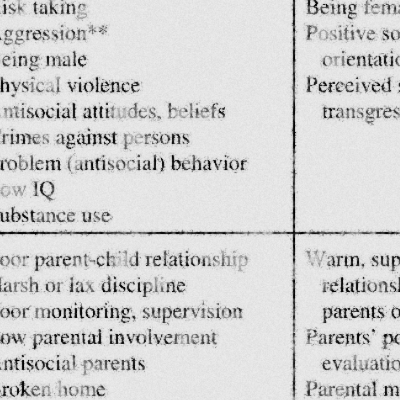 isk taking
ggression**
eing male
hysical violence
ntisocial attitudes, beliefs
rimes against persons
roblem (antisocial) behavior
ow IQ
ubstance use
oor parent-child relationship
arsh or lax discipline
oor monitoring, supervision
ow parental involvement
ntisocial parents
roken home
Being fem
Positive so
orientatio
Perceived s
transgres
Warm, sup
relationsh
parents o
Parents' po
evaluatio
Parental m